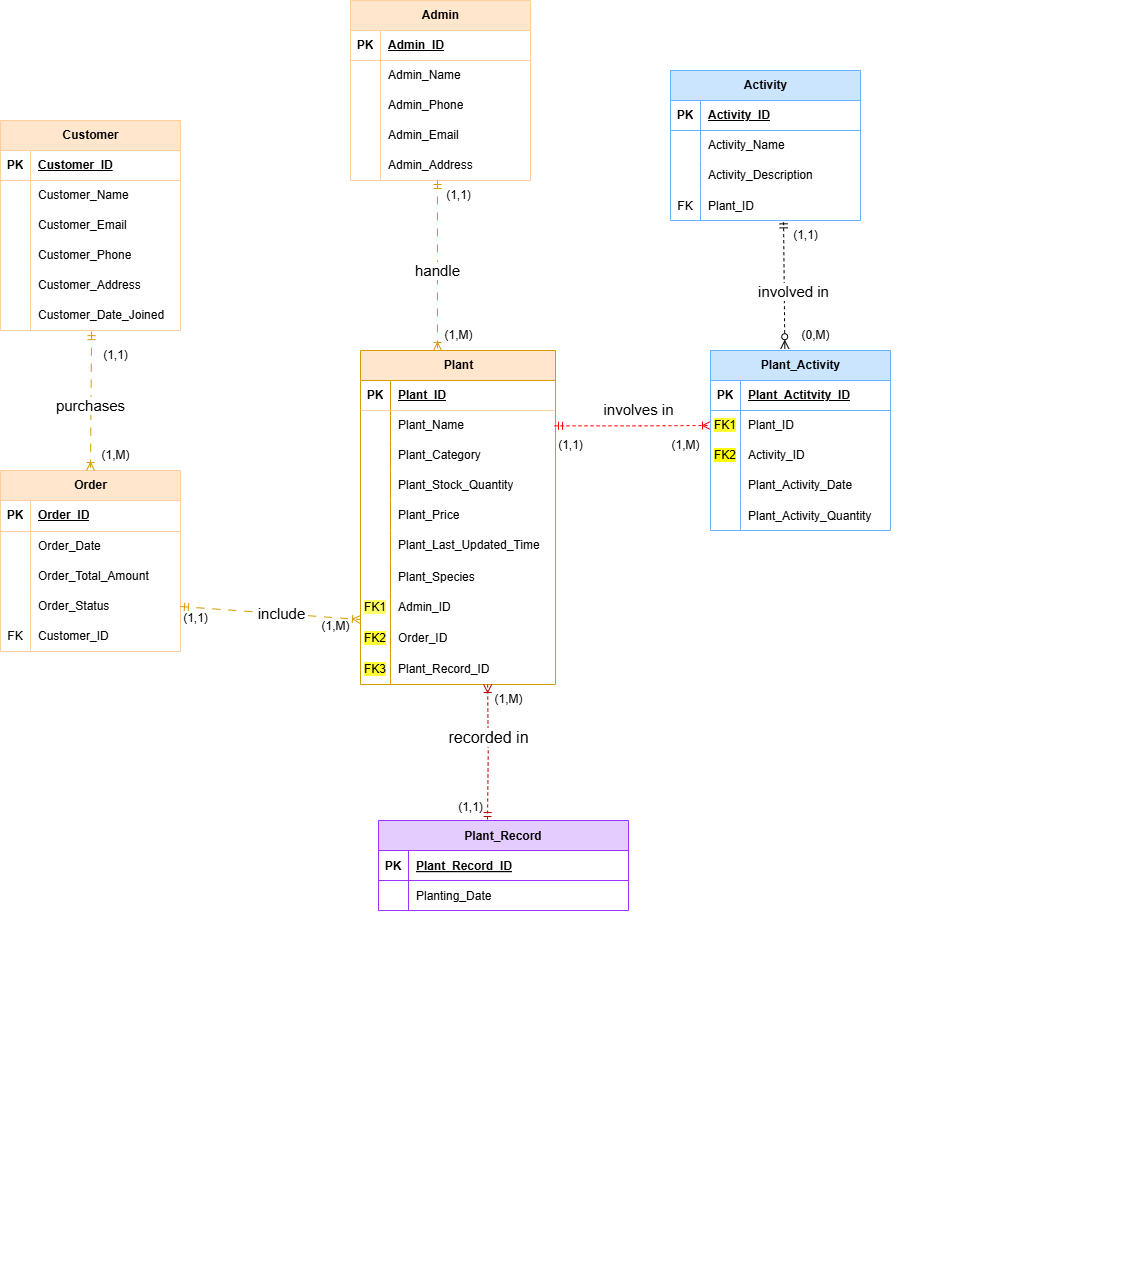 Admin
PK Admin_ID
Admin_Name
Admin_Phone
Admin_Email
Admin_Address
(1,1)
handle
(1,M)
Activity
PK Activity_ID
Activity_Name
Activity_Description
FK Plant_ID
(1,1)
involved in
(0,M)
Customer
PK Customer_ID
Customer_Name
Customer_Email
Customer_Phone
Customer_Address
Customer_Date_Joined
(1,1)
purchases
(1,M)
Order
PK Order_ID
Order_Date
Order_Total_Amount
Order_Status
FK Customer_ID
(1,1)
include
(1,M)
Plant
PK Plant_ID
Plant_Name
Plant_Category
Plant_Stock_Quantity
Plant_Price
Plant_Last_Updated_Time
Plant_Species
FK1 Admin_ID
FK2 Order_ID
FK3 Plant_Record_ID
involves in
(1,1)
(1,M)
Plant_Activity
PK Plant_Actitvity_ID
FK1 Plant_ID
FK2 Activity_ID
Plant_Activity_Date
Plant_Activity_Quantity
(1,M)
recorded in
(1,1)
Plant_Record
PK Plant_Record_ID
Planting_Date